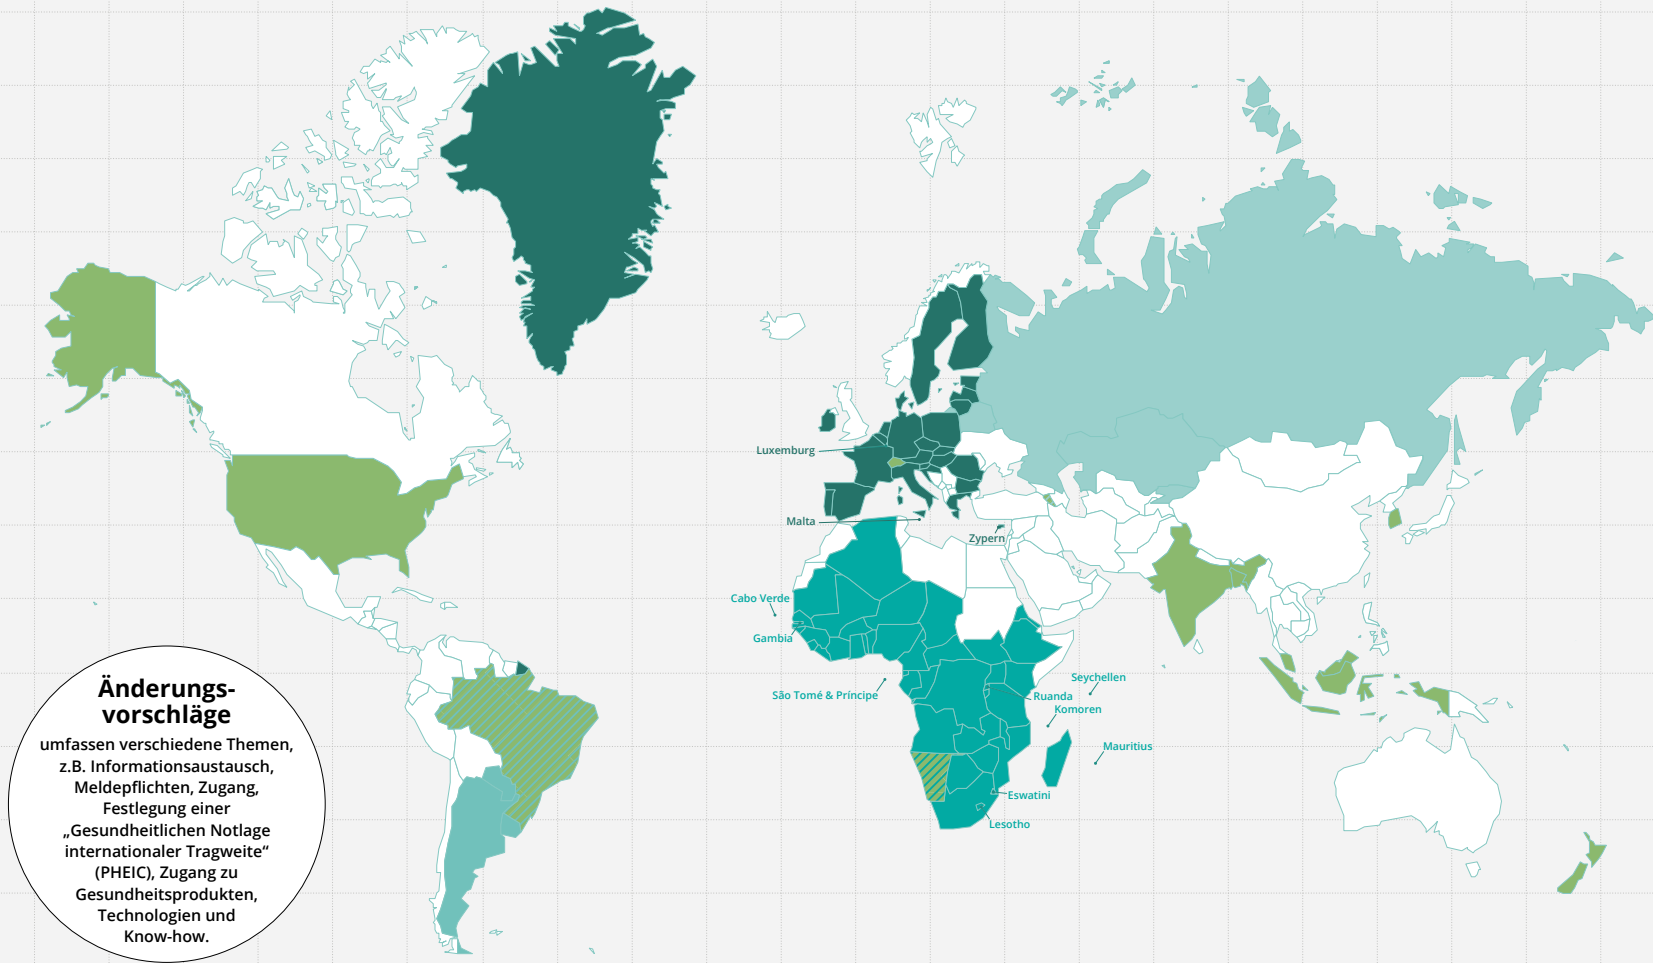 Luxemburg
Malta
Zypern
Cabo Verde
Gambia
São Tomé & Príncipe
Seychellen
Ruanda
Komoren
Mauritius
Eswatini
Lesotho
Änderungs-
vorschläge
umfassen verschiedene Themen,
z.B. Informationsaustausch,
Meldepflichten, Zugang,
Festlegung einer
„Gesundheitlichen Notlage
internationaler Tragweite“
(PHEIC), Zugang zu
Gesundheitsprodukten,
Technologien und
Know-how.